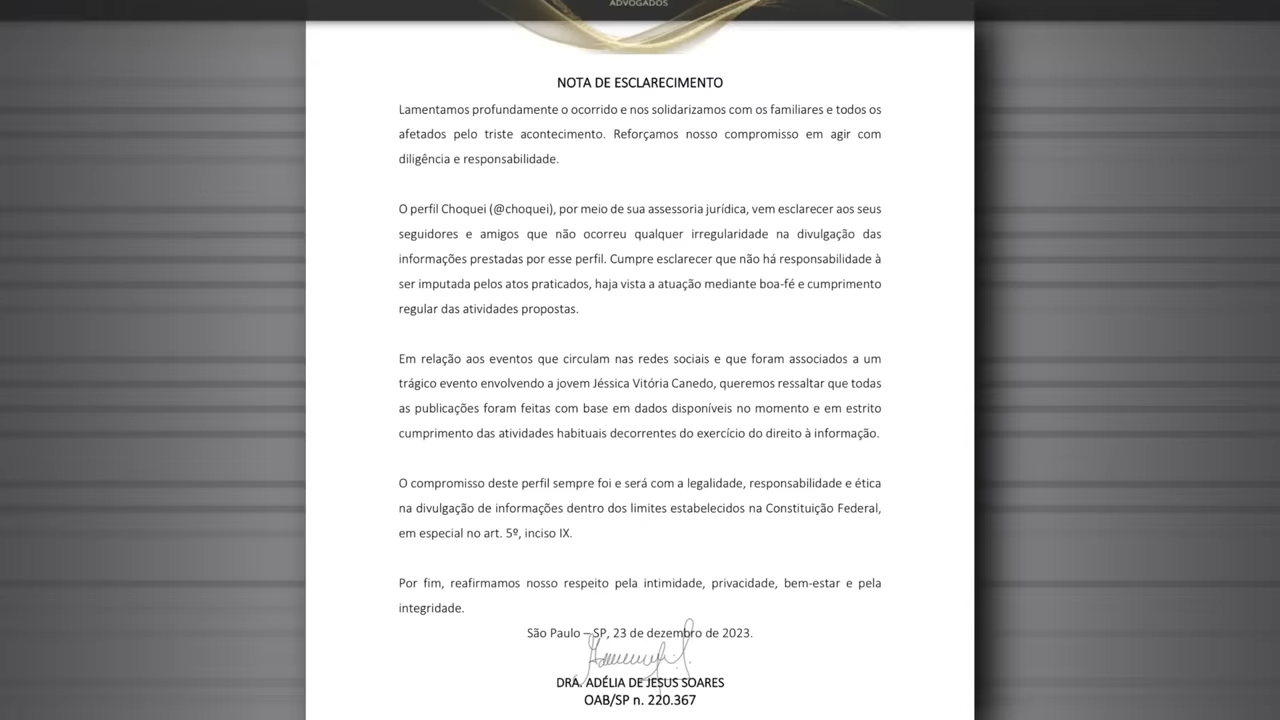 ADVOGADOS
NOTA DE ESCLARECIMENTO
Lamentamos profundamente o ocorrido e nos solidarizamos com os familiares e todos os
afetados pelo triste acontecimento. Reforçamos nosso compromisso em agir com
diligência e responsabilidade.
O perfil Choquei (@choquei), por meio de sua assessoria jurídica, vem esclarecer aos seus
seguidores e amigos que não ocorreu qualquer irregularidade na divulgação das
informações prestadas por esse perfil. Cumpre esclarecer que não há responsabilidade à
ser imputada pelos atos praticados, haja vista a atuação mediante boa-fé e cumprimento
regular das atividades propostas.
Em relação aos eventos que circulam nas redes sociais e que foram associados a um
trágico evento envolvendo a jovem Jéssica Vitória Canedo, queremos ressaltar que todas
as publicações foram feitas com base em dados disponíveis no momento e em estrito
cumprimento das atividades habituais decorrentes do exercício do direito à informação.
O compromisso deste perfil sempre foi e será com a legalidade, responsabilidade e ética
na divulgação de informações dentro dos limites estabelecidos na Constituição Federal,
em especial no art. 5º, inciso IX.
Por fim, reafirmamos nosso respeito pela intimidade, privacidade, bem-estar e pela
integridade.
São Paulo – SP, 23 de dezembro de 2023.
DRA. ADÉLIA DE JESUS SOARES
OAB/SP n. 220.367